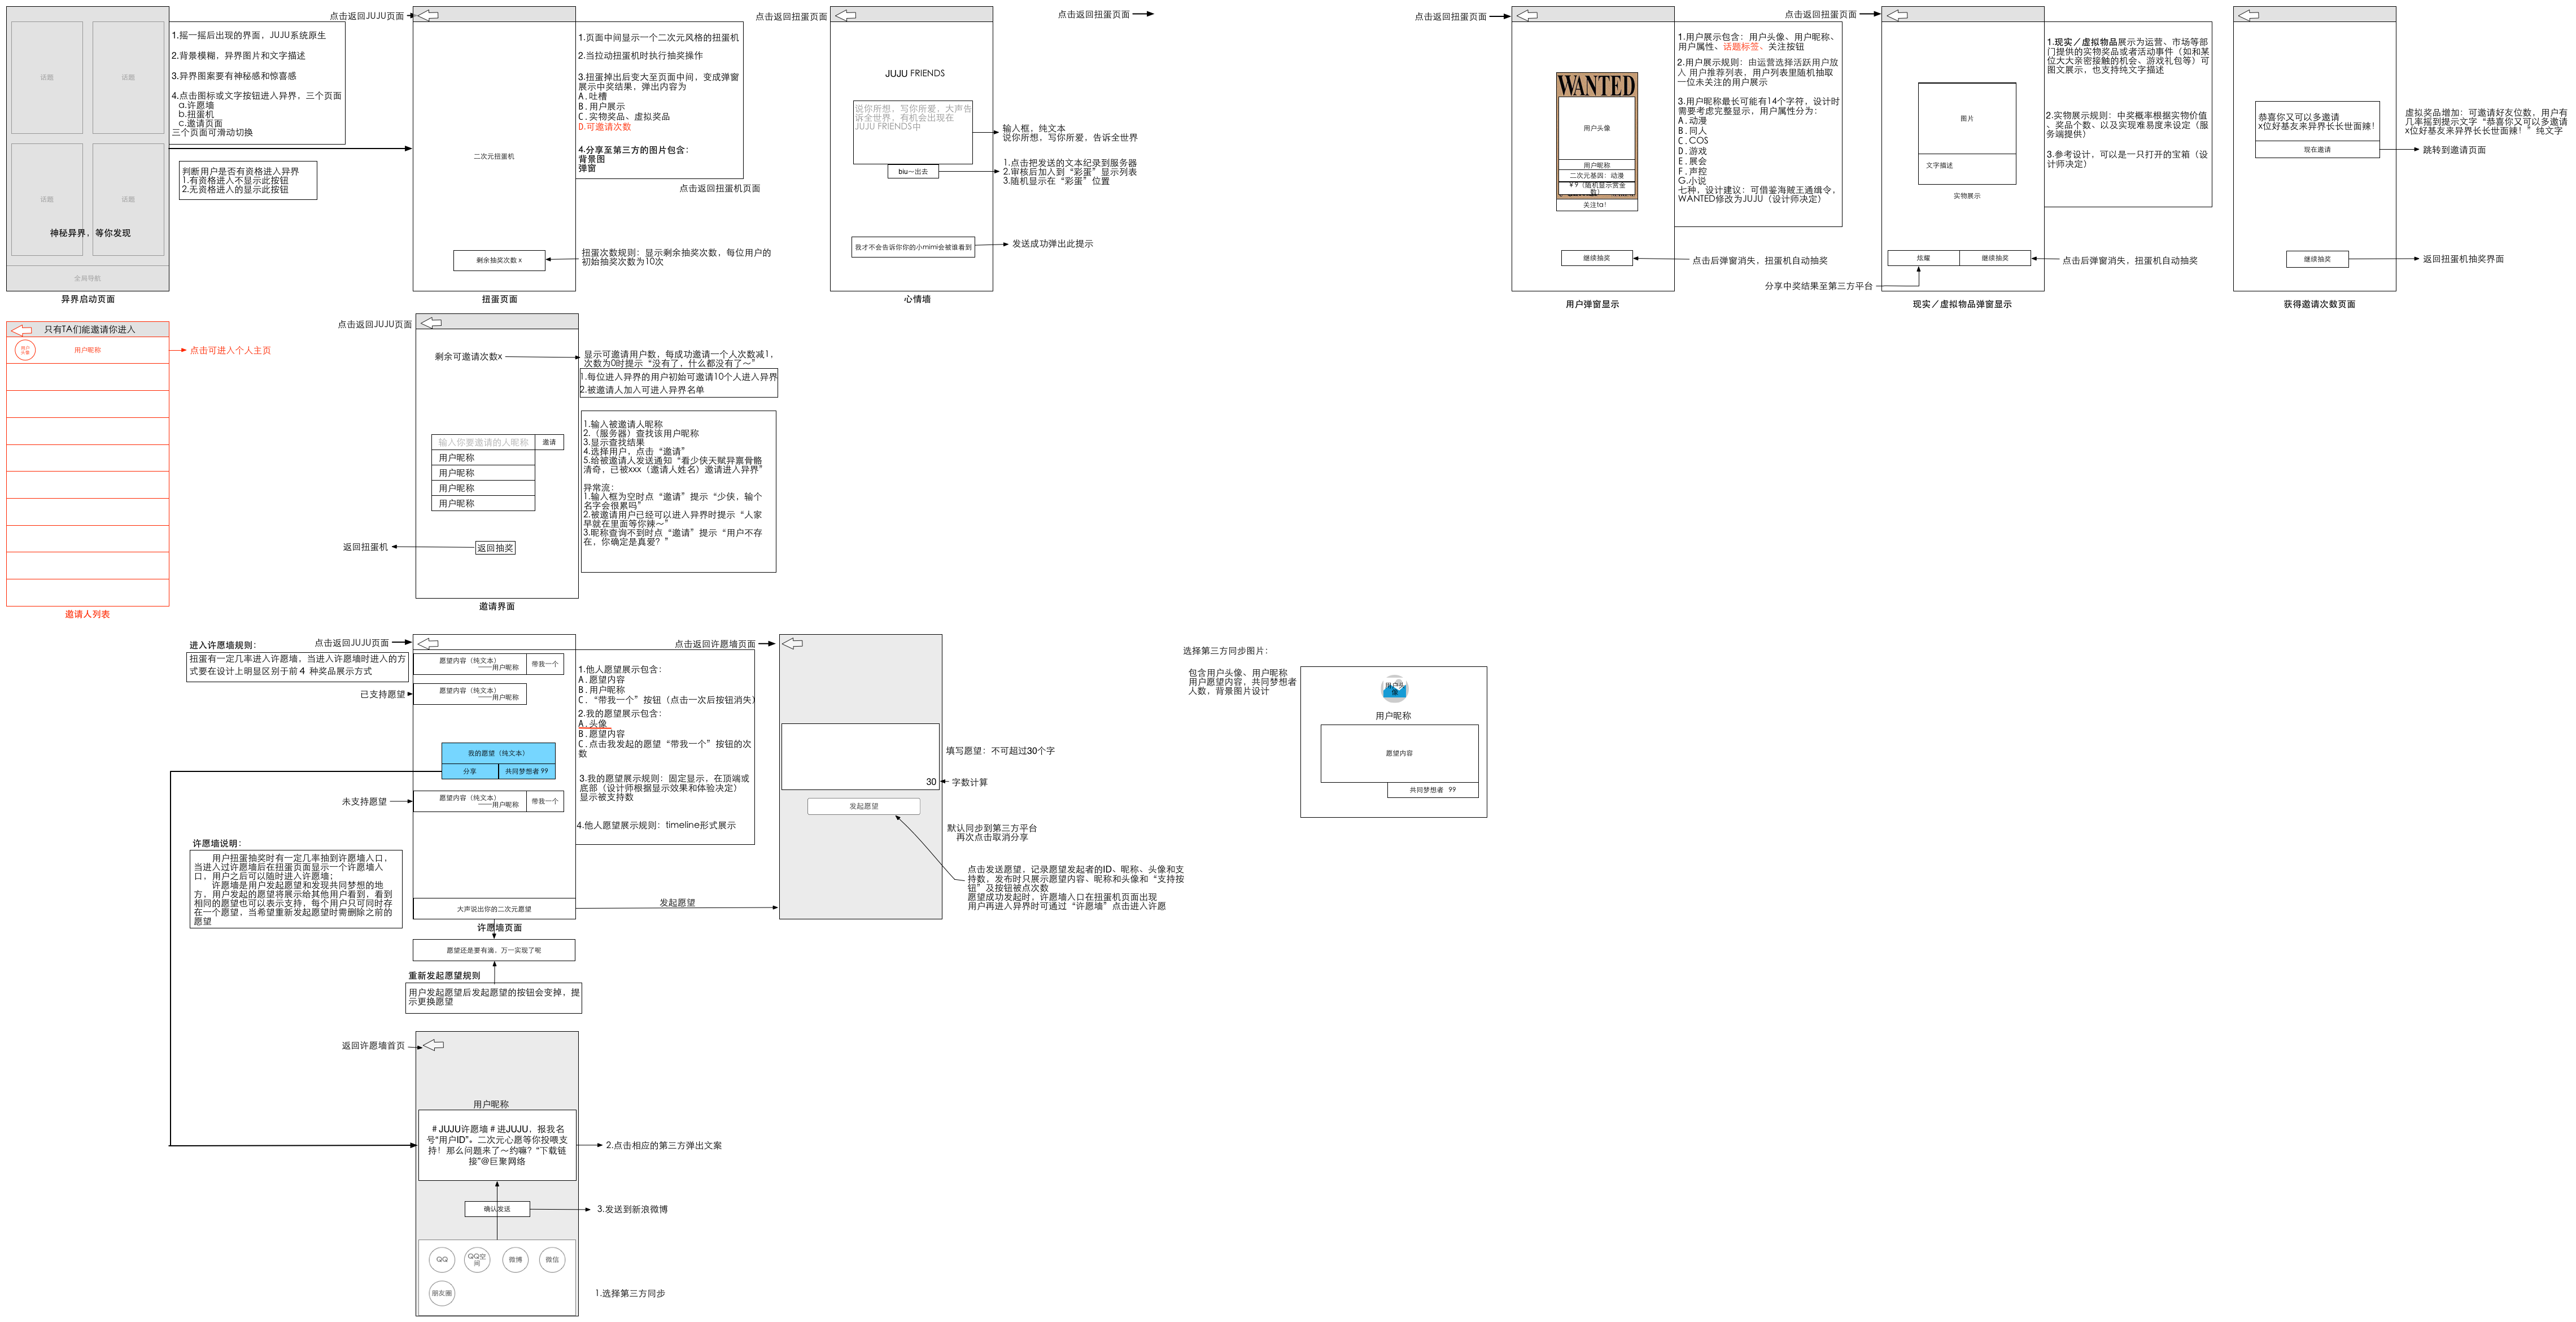 点击返回JUJU页面
点击返回扭蛋页面
点击返回扭蛋页面
点击返回扭蛋页面
点击返回扭蛋页面
话题
话题
话题
话题
神秘异界，等你发现
全局导航
异界启动页面
1.摇一摇后出现的界面，JUJU系统原生
2.背景模糊，异界图片和文字描述
3.异界图案要有神秘感和惊喜感
4.点击图标或文字按钮进入异界，三个页面
a.许愿墙
b.扭蛋机
c.邀请页面
三个页面可滑动切换
判断用户是否有资格进入异界
1.有资格进入不显示此按钮
2.无资格进入的显示此按钮
二次元扭蛋机
剩余抽奖次数 x
扭蛋页面
1.页面中间显示一个二次元风格的扭蛋机
2.当拉动扭蛋机时执行抽奖操作
3.扭蛋掉出后变大至页面中间，变成弹窗
展示中奖结果，弹出内容为
A.吐槽
B.用户展示
C.实物奖品、虚拟奖品
D.可邀请次数
4.分享至第三方的图片包含：
背景图
弹窗
点击返回扭蛋机页面
扭蛋次数规则：显示剩余抽奖次数，每位用户的
初始抽奖次数为10次
JUJU FRIENDS
说你所想，写你所爱，大声告
诉全世界，有机会出现在
JUJU FRIENDS中
biu～出去
我才不会告诉你你的小mimi会被谁看到
心情墙
输入框，纯文本
说你所想，写你所爱，告诉全世界
1.点击把发送的文本纪录到服务器
2.审核后加入到“彩蛋”显示列表
3.随机显示在“彩蛋”位置
发送成功弹出此提示
WANTED
用户头像
用户昵称
二次元基因：动漫
￥9（随机显示赏金
数）
关注ta！
继续抽奖
用户弹窗显示
1.用户展示包含：用户头像、用户昵称、
用户属性、话题标签、关注按钮
2.用户展示规则：由运营选择活跃用户放
入 用户推荐列表，用户列表里随机抽取
一位未关注的用户展示
3.用户昵称最长可能有14个字符，设计时
需要考虑完整显示，用户属性分为：
A.动漫
B.同人
C.COS
D.游戏
E.展会
F.声控
G.小说
七种，设计建议：可借鉴海贼王通缉令，
WANTED修改为JUJU（设计师决定）
点击后弹窗消失，扭蛋机自动抽奖
分享中奖结果至第三方平台
图片
文字描述
实物展示
炫耀
继续抽奖
现实／虚拟物品弹窗显示
1.现实／虚拟物品展示为运营、市场等部
门提供的实物奖品或者活动事件（如和某
位大大亲密接触的机会、游戏礼包等）可
图文展示，也支持纯文字描述
2.实物展示规则：中奖概率根据实物价值
、奖品个数、以及实现难易度来设定（服
务端提供）
3.参考设计，可以是一只打开的宝箱（设
计师决定）
点击后弹窗消失，扭蛋机自动抽奖
恭喜你又可以多邀请
x位好基友来异界长长世面辣！
现在邀请
继续抽奖
获得邀请次数页面
虚拟奖品增加：可邀请好友位数，用户有
几率摇到提示文字“恭喜你又可以多邀请
x位好基友来异界长长世面辣！”纯文字
跳转到邀请页面
返回扭蛋机抽奖界面
只有TA们能邀请你进入
用户
头像
用户昵称
点击可进入个人主页
邀请人列表
点击返回JUJU页面
剩余可邀请次数x
输入你要邀请的人昵称
邀请
用户昵称
用户昵称
用户昵称
用户昵称
返回抽奖
返回扭蛋机
邀请界面
显示可邀请用户数，每成功邀请一个人次数减1，
次数为0时提示“没有了，什么都没有了～”
1.每位进入异界的用户初始可邀请10个人进入异界
2.被邀请人加入可进入异界名单
1.输入被邀请人昵称
2.（服务器）查找该用户昵称
3.显示查找结果
4.选择用户，点击“邀请”
5.给被邀请人发送通知“看少侠天赋异禀骨骼
清奇，已被xxx（邀请人姓名）邀请进入异界”
异常流：
1.输入框为空时点“邀请”提示“少侠，输个
名字会很累吗”
2.被邀请用户已经可以进入异界时提示“人家
早就在里面等你辣～”
3.昵称查询不到时点“邀请”提示“用户不存
在，你确定是真爱？”
进入许愿墙规则：
扭蛋有一定几率进入许愿墙，当进入许愿墙时进入的方
式要在设计上明显区别于前４ 种奖品展示方式
点击返回JUJU页面
已支持愿望
未支持愿望
许愿墙说明：
用户扭蛋抽奖时有一定几率抽到许愿墙入口，
当进入过许愿墙后在扭蛋页面显示一个许愿墙入
口，用户之后可以随时进入许愿墙；
许愿墙是用户发起愿望和发现共同梦想的地
方，用户发起的愿望将展示给其他用户看到，看到
相同的愿望也可以表示支持，每个用户只可同时存
在一个愿望，当希望重新发起愿望时需删除之前的
愿望
愿望内容（纯文本）
——用户昵称
带我一个
愿望内容（纯文本）
——用户昵称
我的愿望（纯文本）
分享
共同梦想者 99
愿望内容（纯文本）
——用户昵称
带我一个
大声说出你的二次元愿望
许愿墙页面
愿望还是要有滴，万一实现了呢
重新发起愿望规则
用户发起愿望后发起愿望的按钮会变掉，提
示更换愿望
1.他人愿望展示包含：
A.愿望内容
B.用户昵称
C.“带我一个”按钮（点击一次后按钮消失）
2.我的愿望展示包含：
A.头像
B.愿望内容
C.点击我发起的愿望“带我一个”按钮的次
数
3.我的愿望展示规则：固定显示，在顶端或
底部（设计师根据显示效果和体验决定）
显示被支持数
4.他人愿望展示规则：timeline形式展示
发起愿望
点击返回许愿墙页面
30
发起愿望
填写愿望：不可超过30个字
字数计算
默认同步到第三方平台
再次点击取消分享
点击发送愿望，记录愿望发起者的ID、昵称、头像和支
持数，发布时只展示愿望内容、昵称和头像和“支持按
钮”及按钮被点次数
愿望成功发起时，许愿墙入口在扭蛋机页面出现
用户再进入异界时可通过“许愿墙”点击进入许愿
选择第三方同步图片：
包含用户头像、用户昵称
用户愿望内容，共同梦想者
人数，背景图片设计
用户头
像
用户昵称
愿望内容
共同梦想者 99
返回许愿墙首页
用户昵称
＃JUJU许愿墙＃进JUJU，报我名
号“用户ID”。二次元心愿等你投喂支
持！那么问题来了～约嘛？“下载链
接”@巨聚网络
确认发送
QQ
QQ空
间
微博
微信
朋友圈
2.点击相应的第三方弹出文案
3.发送到新浪微博
1.选择第三方同步